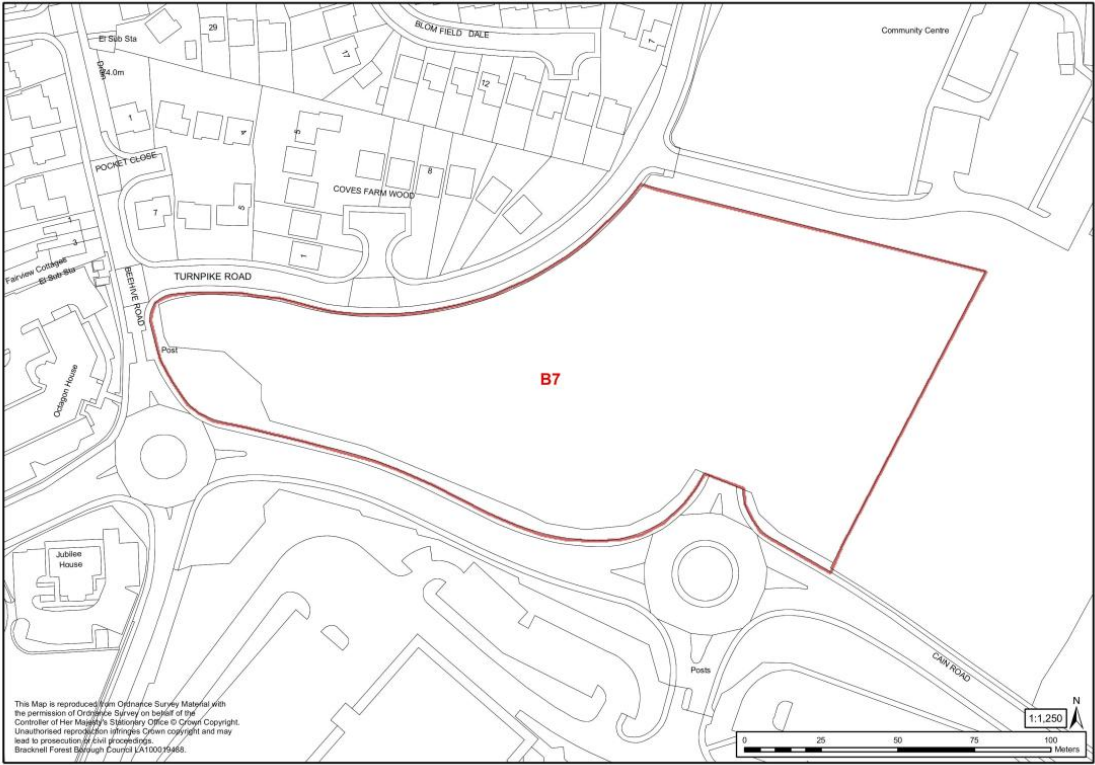 BLOM FIELD DALE
29
El Sub Sta
Community Centre
17
7
Drain
74.0m
12
1
4
5
POCKET CLOSE
8
COVES FARM WOOD
7
5
1
3
Fairview Cottages
El Sub Sta
1
TURNPIKE ROAD
BEEHIVE ROAD
Post
Octagon House
B7
Jubilee
House
CAIN ROAD
Posts
This Map is reproduced from Ordnance Survey Material with
the permission of Ordnance Survey on behalf of the
Controller of Her Majesty's Stationery Office © Crown Copyright.
Unauthorised reproduction infringes Crown copyright and may
lead to prosecution or civil proceedings.
Bracknell Forest Borough Council LA100019488.
N
1:1,250
0 25 50 75 100
Meters